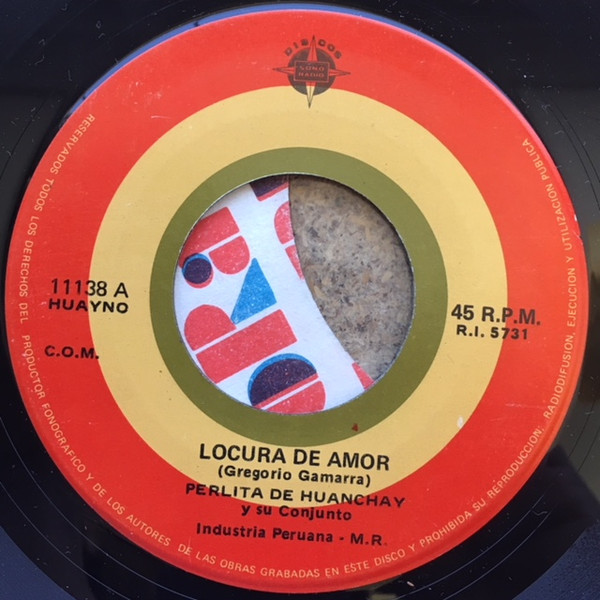 DISCOS
SONO
RADIO
11138 A
HUAYNO
C.O.M.
45 R.P.M.
R.I. 5731
LOCURA DE AMOR
(Gregorio Gamarra)
PERLITA DE HUANCHAY
y su Conjunto
Industria Peruana - M.R.
RESERVADOS TODOS LOS DERECHOS DEL PRODUCTOR FONOGRAFICO Y DE LOS AUTORES DE LAS OBRAS GRABADAS EN ESTE DISCO Y PROHIBIDA SU REPRODUCCION, RADIODIFUSION, EJECUCION Y UTILIZACION PUBLICA